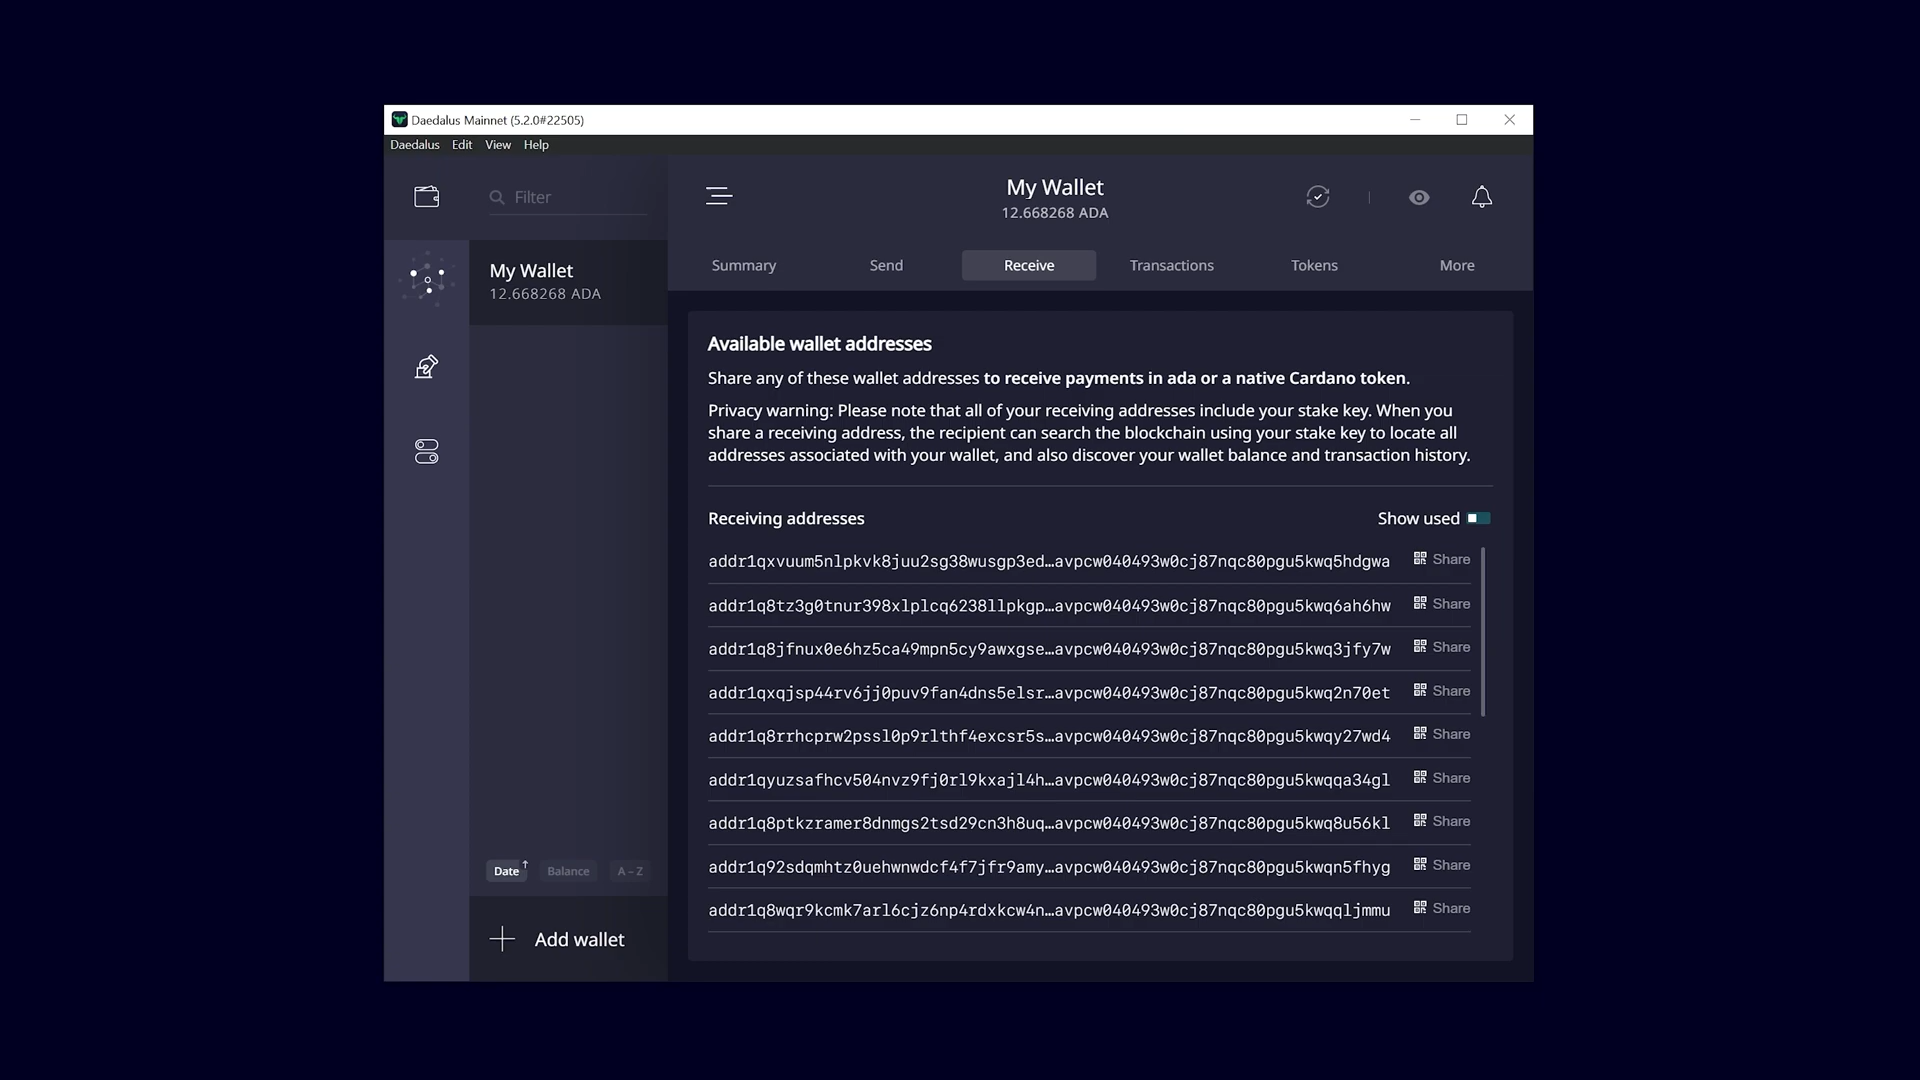 Daedalus Mainnet (5.2.0#22505)
Daedalus Edit View Help
Filter
My Wallet
12.668268 ADA
Summary Send Receive Transactions Tokens More
My Wallet
12.668268 ADA
Available wallet addresses
Share any of these wallet addresses to receive payments in ada or a native Cardano token.
Privacy warning: Please note that all of your receiving addresses include your stake key. When you
share a receiving address, the recipient can search the blockchain using your stake key to locate all
addresses associated with your wallet, and also discover your wallet balance and transaction history.
Receiving addresses Show used
addr1qxvuum5nlpkvk8juu2sg38wusgp3ed…avpcw040493w0cj87nqc80pgu5kwq5hdgwa Share
addr1q8tz3g0tnur398xlplcq6238llpkgp…avpcw040493w0cj87nqc80pgu5kwq6ah6hw Share
addr1q8jfnux0e6hz5ca49mpn5cy9awxgse…avpcw040493w0cj87nqc80pgu5kwq3jfy7w Share
addr1qxqjsp44rv6jj0puv9fan4dns5elsr…avpcw040493w0cj87nqc80pgu5kwq2n70et Share
addr1q8rrhcprw2pssl0p9rlthf4excsr5s…avpcw040493w0cj87nqc80pgu5kwqy27wd4 Share
addr1qyuzsafhcv504nvz9fj0rl9kxajl4h…avpcw040493w0cj87nqc80pgu5kwqqa34gl Share
addr1q8ptkzramer8dnmgs2tsd29cn3h8uq…avpcw040493w0cj87nqc80pgu5kwq8u56kl Share
addr1q92sdqmhtz0uehwnwdcf4f7jfr9amy…avpcw040493w0cj87nqc80pgu5kwqn5fhyg Share
addr1q8wqr9kcmk7arl6cjz6np4rdxkcw4n…avpcw040493w0cj87nqc80pgu5kwqqljmmu Share
Date Balance A – Z
Add wallet